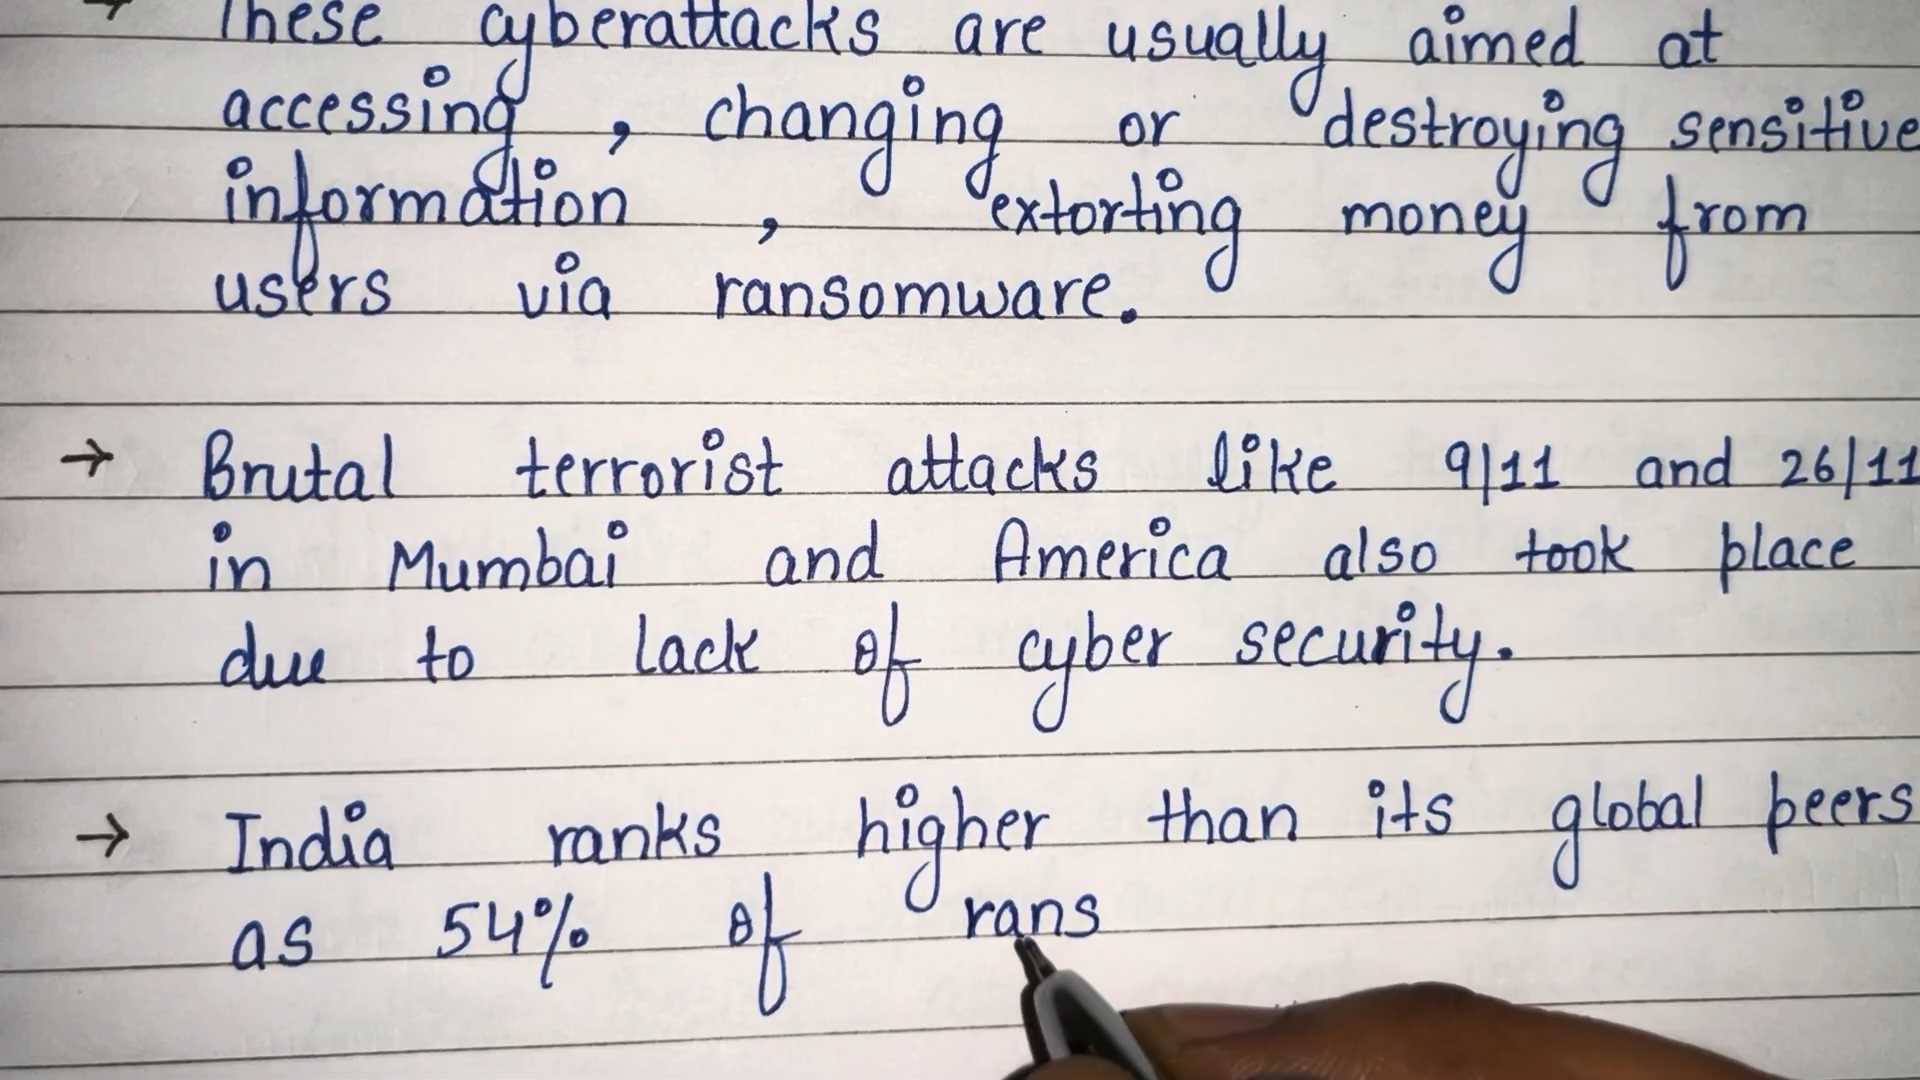 → These cyberattacks are usually aimed at
accessing , changing or destroying sensitive
information , extorting money from
users via ransomware.
→ Brutal terrorist attacks like 9/11 and 26/11
in Mumbai and America also took place
due to lack of cyber security.
→ India ranks higher than its global peers
as 54% of rans